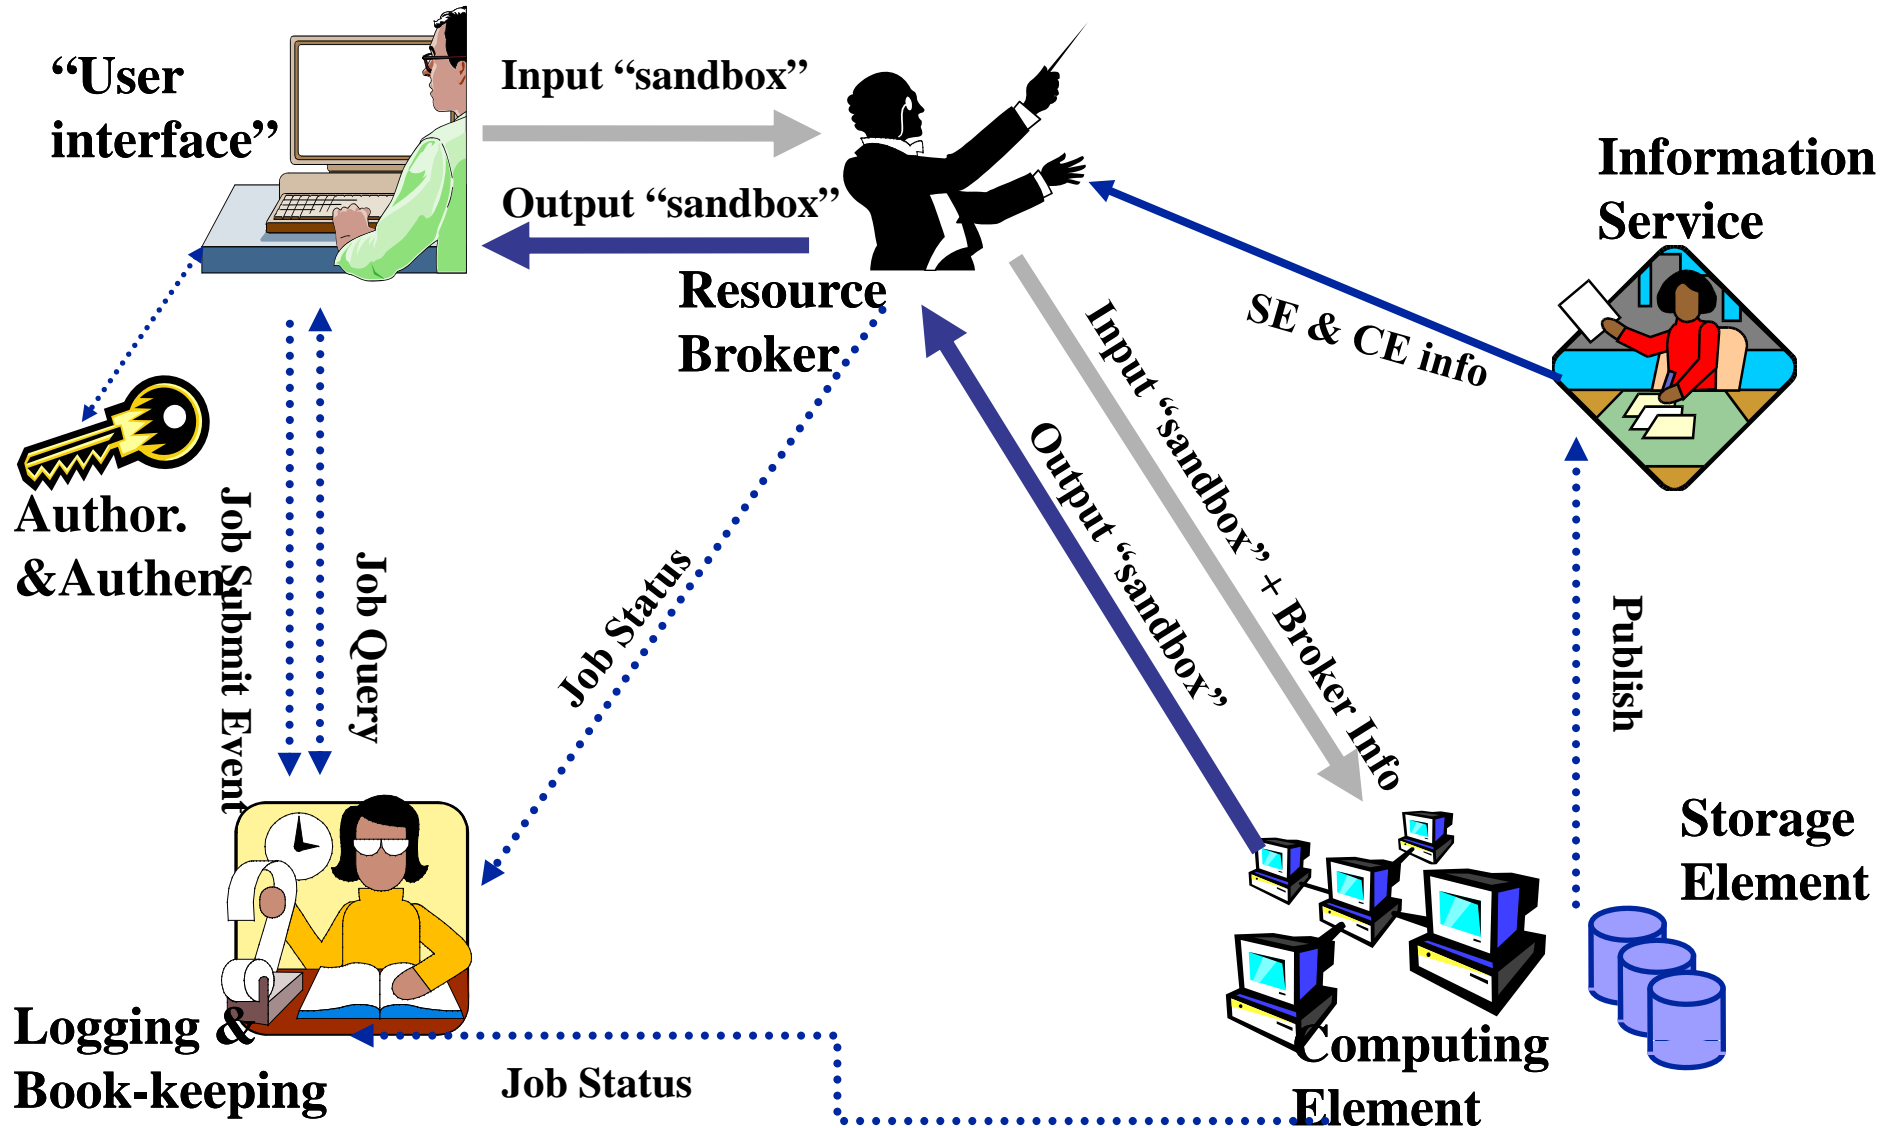 “User
interface”
Input “sandbox”
Output “sandbox”
Resource
Broker
Information
Service
SE & CE info
Input “sandbox” + Broker Info
Output “sandbox”
Author.
&Authen.
Job Submit Event
Job Query
Job Status
Publish
Storage
Element
Logging &
Book-keeping
Job Status
Computing
Element